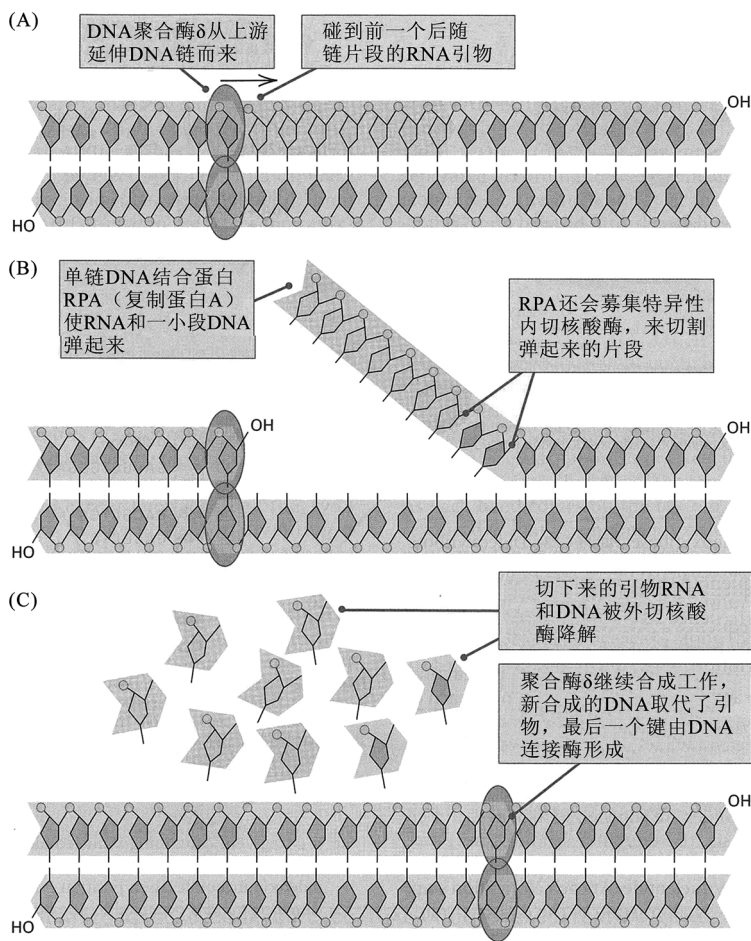 (A)
DNA聚合酶δ从上游
延伸DNA链而来
碰到前一个后随
链片段的RNA引物
OH
HO
(B)
单链DNA结合蛋白
RPA（复制蛋白A）
使RNA和一小段DNA
弹起来
RPA还会募集特异性
内切核酸酶，来切割
弹起来的片段
OH
OH
HO
(C)
切下来的引物RNA
和DNA被外切核酸
酶降解
聚合酶δ继续合成工作，
新合成的DNA取代了引
物，最后一个键由DNA
连接酶形成
OH
HO